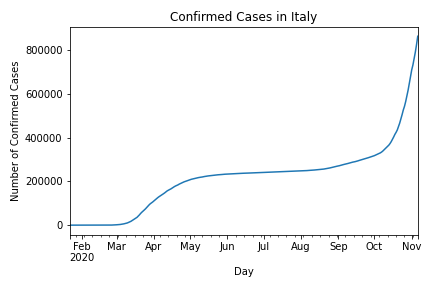 Confirmed Cases in Italy
Number of Confirmed Cases
800000
600000
400000
200000
0
Feb Mar Apr May Jun Jul Aug Sep Oct Nov
2020
Day